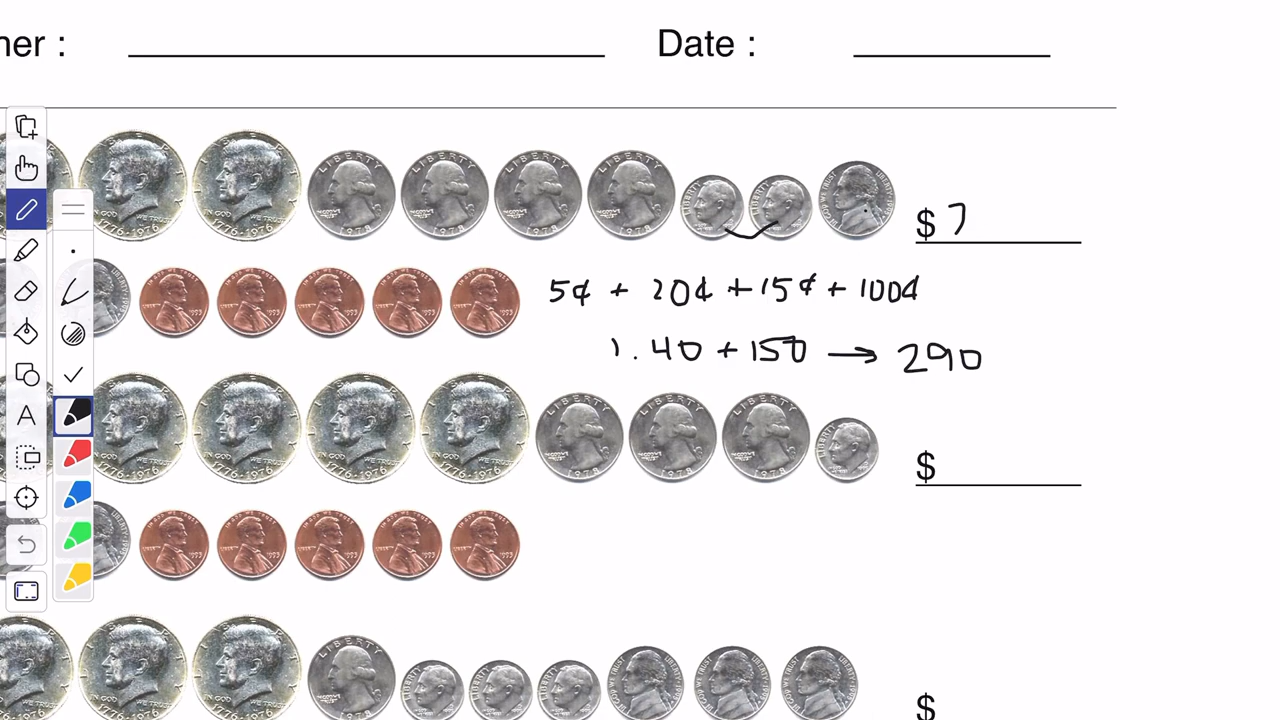 ner : Date :
$ 7
5¢ + 20¢ + 15¢ + 100¢
1.40 + 150 → 290
$
$